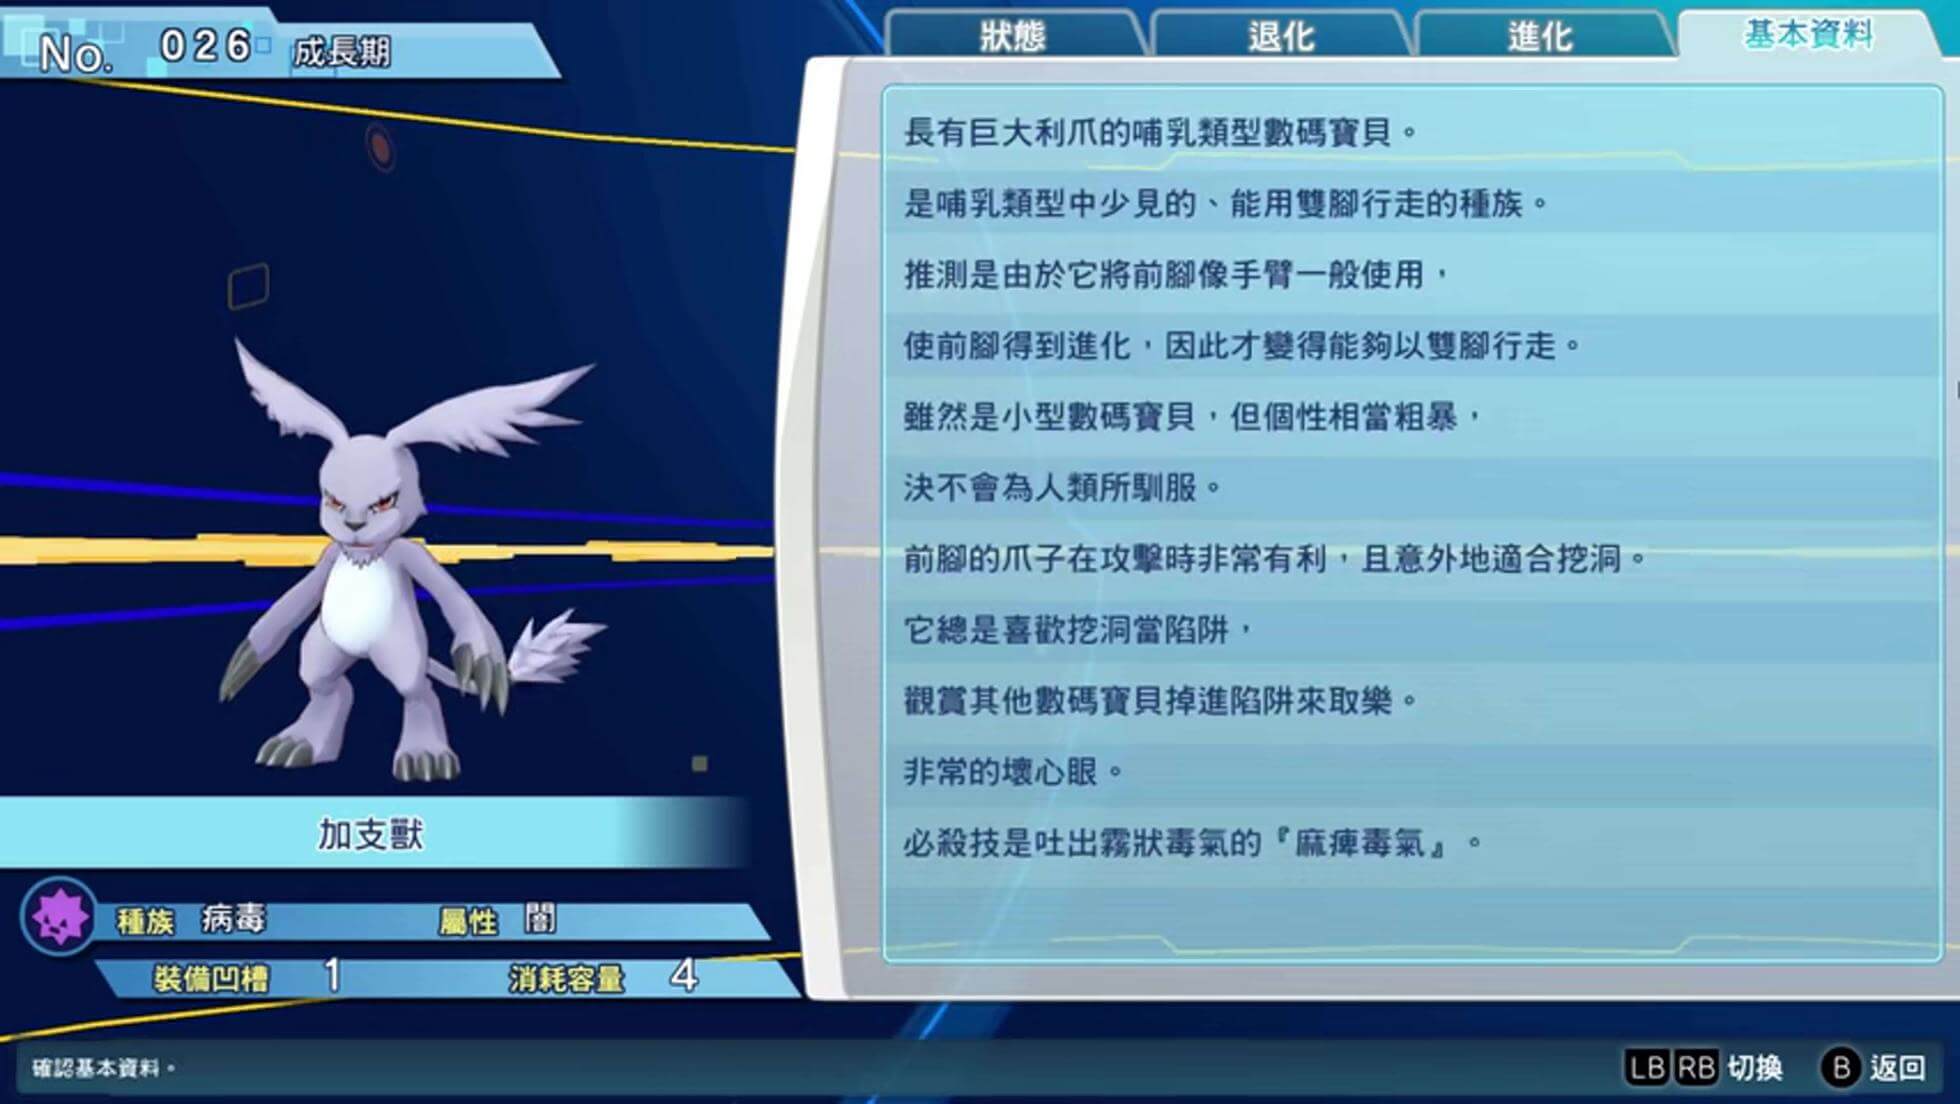 No. 026 成長期
狀態 退化 進化 基本資料
長有巨大利爪的哺乳類型數碼寶貝。
是哺乳類型中少見的、能用雙腳行走的種族。
推測是由於它將前腳像手臂一般使用，
使前腳得到進化，因此才變得能夠以雙腳行走。
雖然是小型數碼寶貝，但個性相當粗暴，
決不會為人類所馴服。
前腳的爪子在攻擊時非常有利，且意外地適合挖洞。
它總是喜歡挖洞當陷阱，
觀賞其他數碼寶貝掉進陷阱來取樂。
非常的壞心眼。
必殺技是吐出霧狀毒氣的『麻痺毒氣』。
加支獸
種族 病毒 屬性 闇
裝備凹槽 1 消耗容量 4
確認基本資料。
LB RB 切換 B 返回